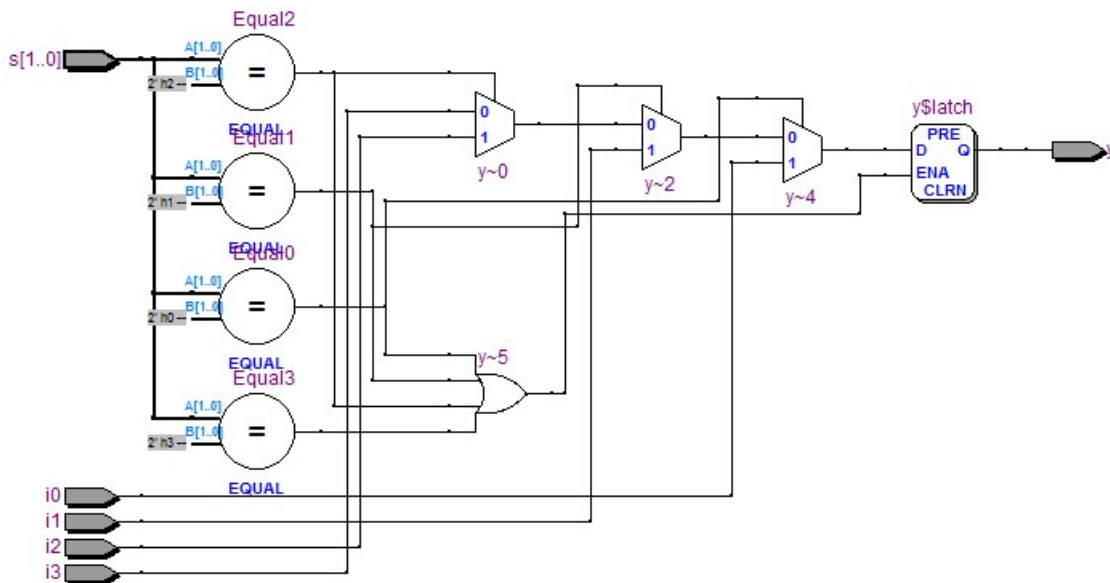 Equal2
s[1..0]
A[1..0]
B[1..0]
2' h2
=
EQUAL
Equal1
A[1..0]
B[1..0]
2' h1
=
EQUAL
Equal0
A[1..0]
B[1..0]
2' h0
=
EQUAL
Equal3
A[1..0]
B[1..0]
2' h3
=
EQUAL
0
1
y~0
0
1
y~2
0
1
y~4
y~5
y$latch
PRE
D Q
ENA
CLRN
y
i0
i1
i2
i3